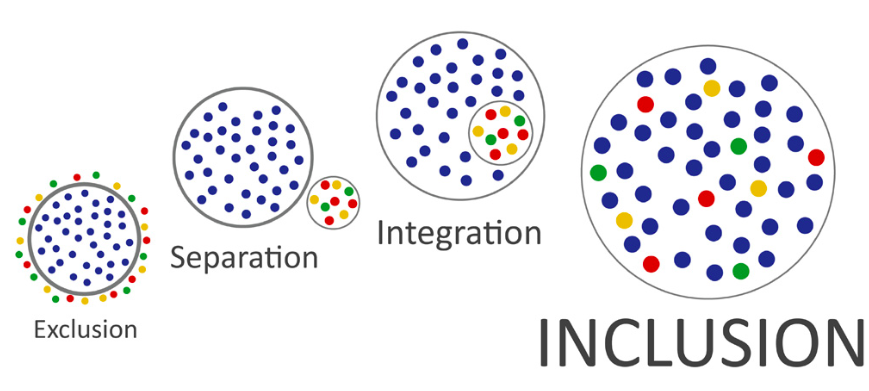 Exclusion
Separation
Integration
INCLUSION